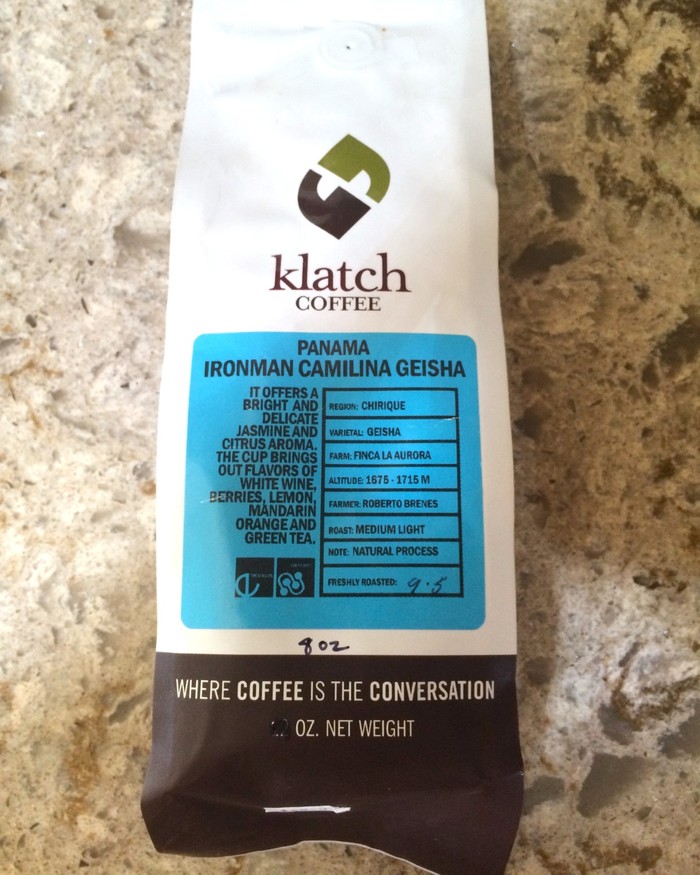 klatch
COFFEE
PANAMA
IRONMAN CAMILINA GEISHA
IT OFFERS A
BRIGHT AND
DELICATE
JASMINE AND
CITRUS AROMA.
THE CUP BRINGS
OUT FLAVORS OF
WHITE WINE,
BERRIES, LEMON,
MANDARIN
ORANGE AND
GREEN TEA.
REGION: CHIRIQUE
VARIETAL: GEISHA
FARM: FINCA LA AURORA
ALTITUDE: 1675 - 1715 M
FARMER: ROBERTO BRENES
ROAST: MEDIUM LIGHT
NOTE: NATURAL PROCESS
FRESHLY ROASTED: 9.5
8 oz
WHERE COFFEE IS THE CONVERSATION
OZ. NET WEIGHT